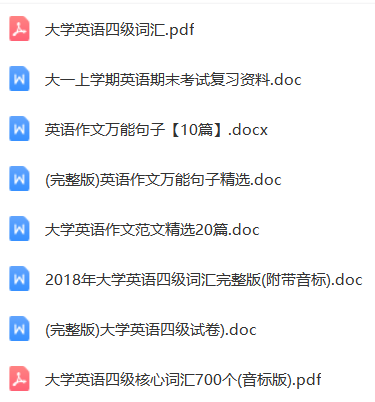 大学英语四级词汇.pdf
大一上学期英语期末考试复习资料.doc
英语作文万能句子【10篇】.docx
(完整版)英语作文万能句子精选.doc
大学英语作文范文精选20篇.doc
2018年大学英语四级词汇完整版(附带音标).doc
(完整版)大学英语四级试卷).doc
大学英语四级核心词汇700个(音标版).pdf